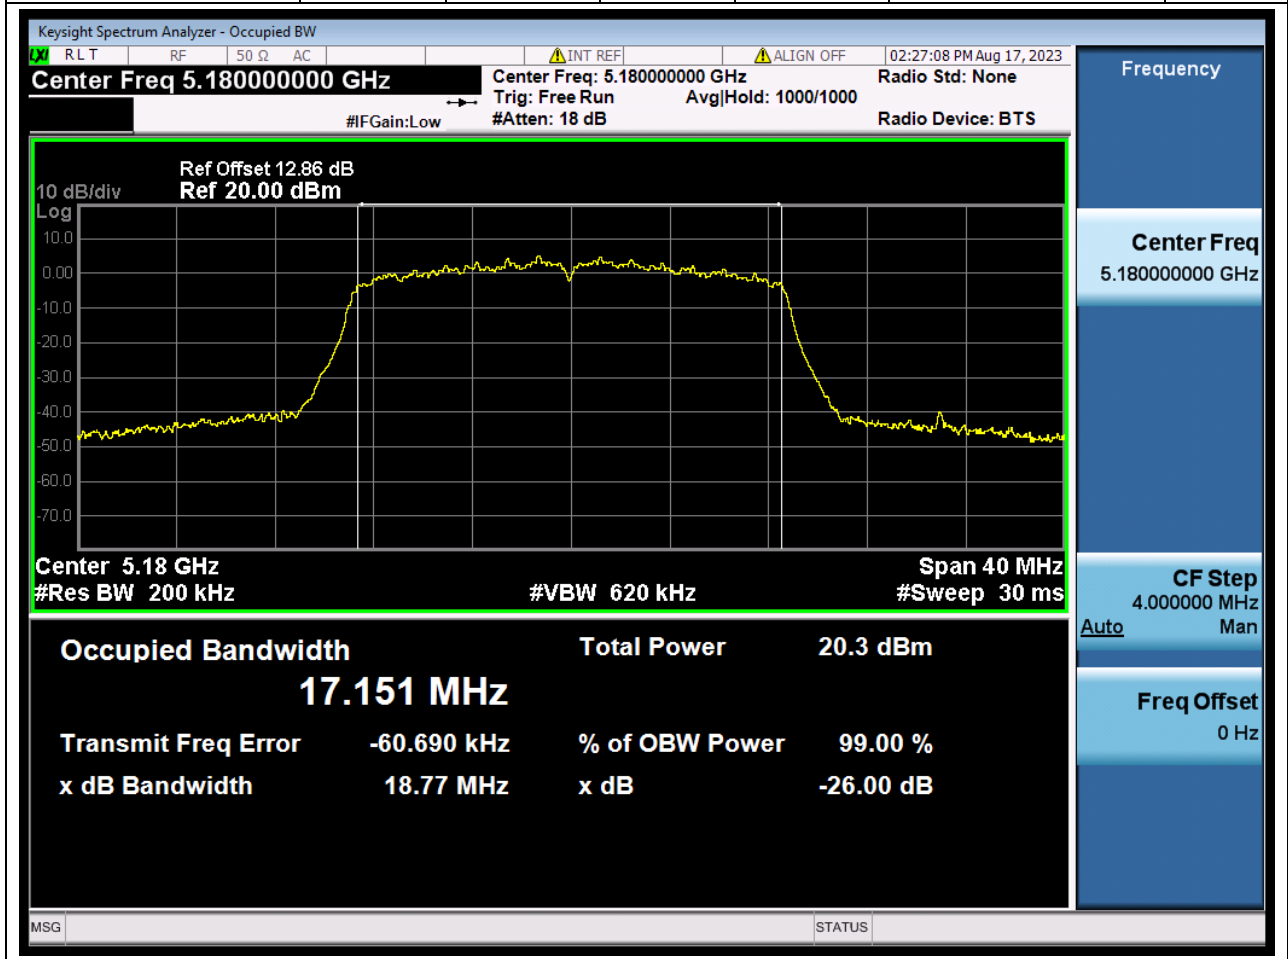 Keysight Spectrum Analyzer - Occupied BW
LXI RLT RF 50 Ω AC INT REF ALIGN OFF 02:27:08 PM Aug 17, 2023
Center Freq 5.180000000 GHz
Center Freq: 5.180000000 GHz Radio Std: None
Trig: Free Run Avg|Hold: 1000/1000
#IFGain:Low #Atten: 18 dB Radio Device: BTS
Frequency
Ref Offset 12.86 dB
10 dB/div Ref 20.00 dBm
Log
10.0
0.00
-10.0
-20.0
-30.0
-40.0
-50.0
-60.0
-70.0
Center 5.18 GHz Span 40 MHz
#Res BW 200 kHz #VBW 620 kHz #Sweep 30 ms
Center Freq
5.180000000 GHz
CF Step
4.000000 MHz
Auto Man
Freq Offset
0 Hz
Occupied Bandwidth Total Power 20.3 dBm
17.151 MHz
Transmit Freq Error -60.690 kHz % of OBW Power 99.00 %
x dB Bandwidth 18.77 MHz x dB -26.00 dB
MSG STATUS